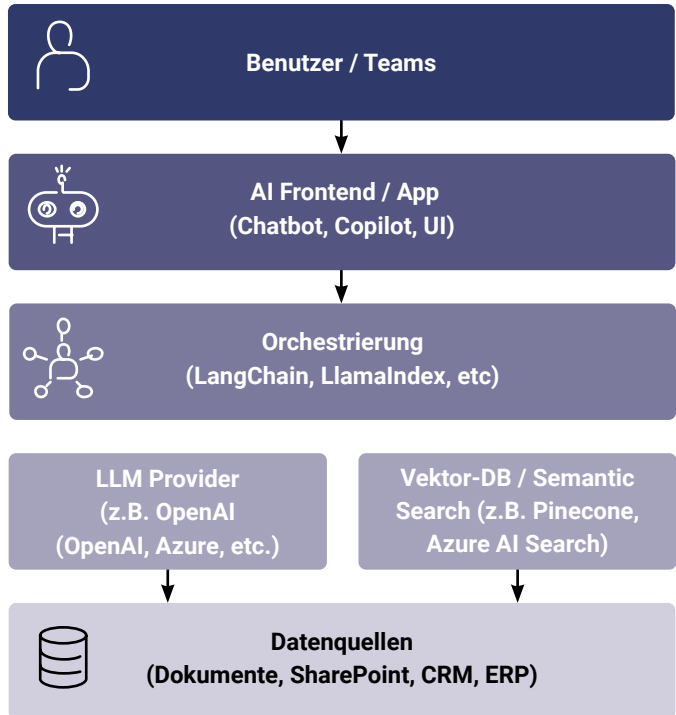 Benutzer / Teams
AI Frontend / App
(Chatbot, Copilot, UI)
Orchestrierung
(LangChain, LlamaIndex, etc)
LLM Provider
(z.B. OpenAI
(OpenAI, Azure, etc.)
Vektor-DB / Semantic
Search (z.B. Pinecone,
Azure AI Search)
Datenquellen
(Dokumente, SharePoint, CRM, ERP)